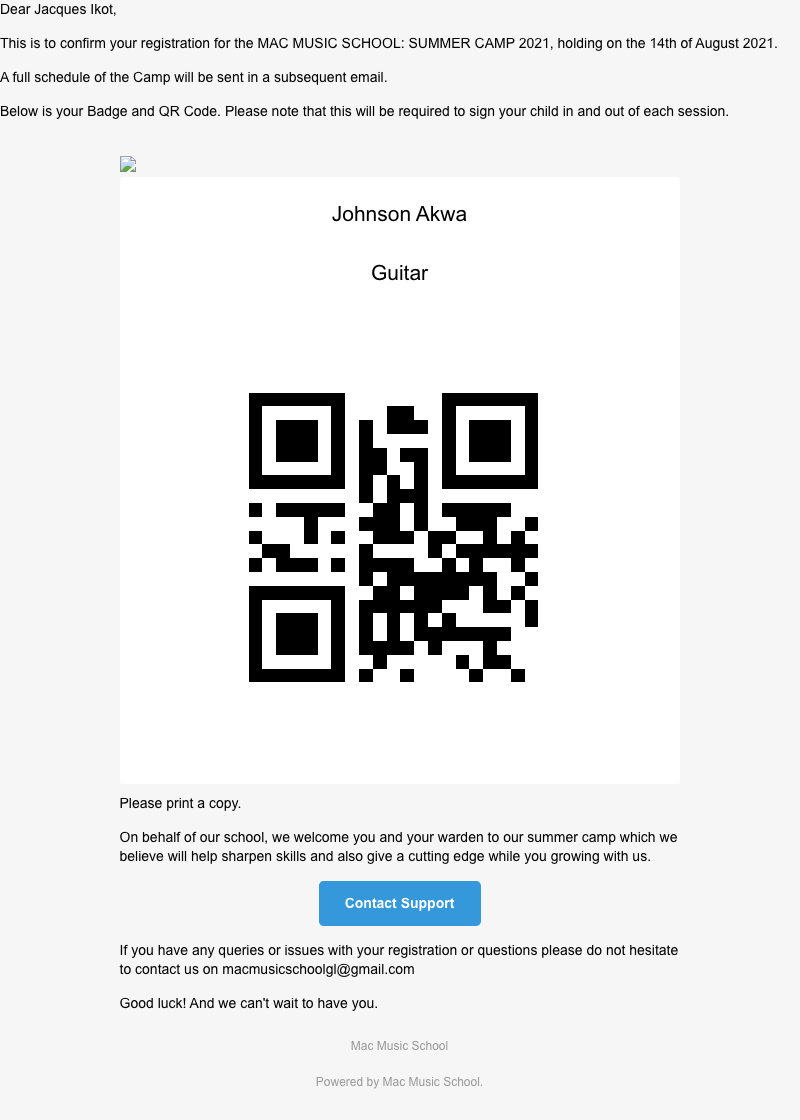 Dear Jacques Ikot,
This is to confirm your registration for the MAC MUSIC SCHOOL: SUMMER CAMP 2021, holding on the 14th of August 2021.
A full schedule of the Camp will be sent in a subsequent email.
Below is your Badge and QR Code. Please note that this will be required to sign your child in and out of each session.
Johnson Akwa
Guitar
Please print a copy.
On behalf of our school, we welcome you and your warden to our summer camp which we
believe will help sharpen skills and also give a cutting edge while you growing with us.
Contact Support
If you have any queries or issues with your registration or questions please do not hesitate
to contact us on macmusicschoolgl@gmail.com
Good luck! And we can't wait to have you.
Mac Music School
Powered by Mac Music School.